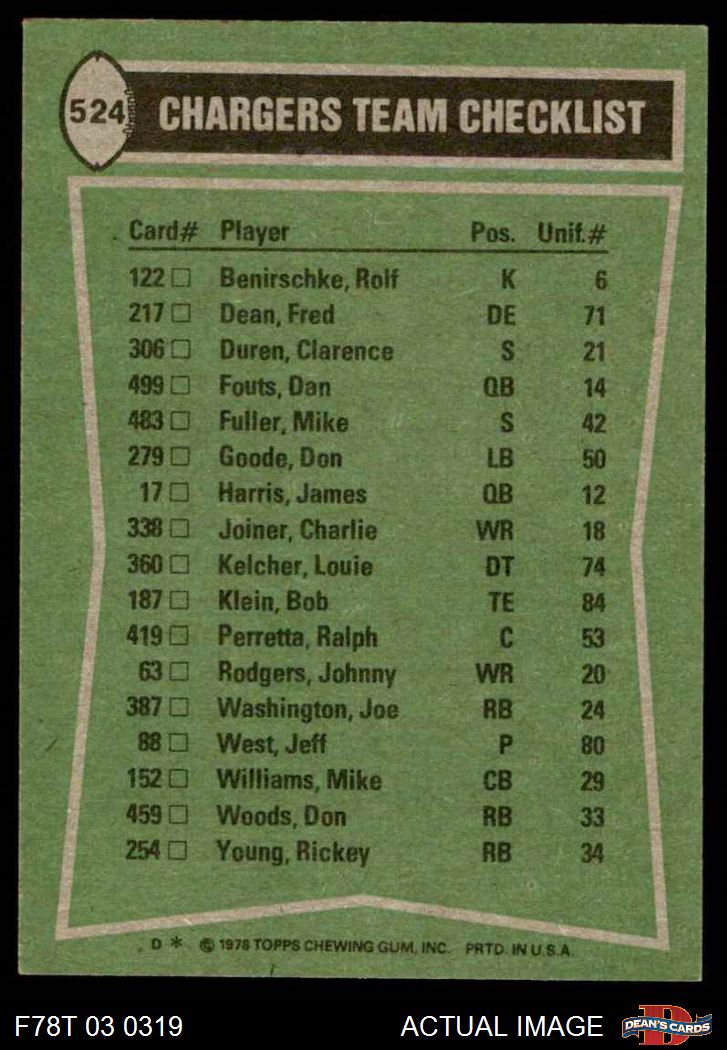 524 CHARGERS TEAM CHECKLIST
Card# Player Pos. Unif.#
122 Benirschke, Rolf K 6
217 Dean, Fred DE 71
306 Duren, Clarence S 21
499 Fouts, Dan QB 14
483 Fuller, Mike S 42
279 Goode, Don LB 50
17 Harris, James QB 12
338 Joiner, Charlie WR 18
360 Kelcher, Louie DT 74
187 Klein, Bob TE 84
419 Perretta, Ralph C 53
63 Rodgers, Johnny WR 20
387 Washington, Joe RB 24
88 West, Jeff P 80
152 Williams, Mike CB 29
459 Woods, Don RB 33
254 Young, Rickey RB 34
D * © 1978 TOPPS CHEWING GUM, INC. PRTD. IN U.S.A.
F78T 03 0319 ACTUAL IMAGE D DEAN'S CARDS